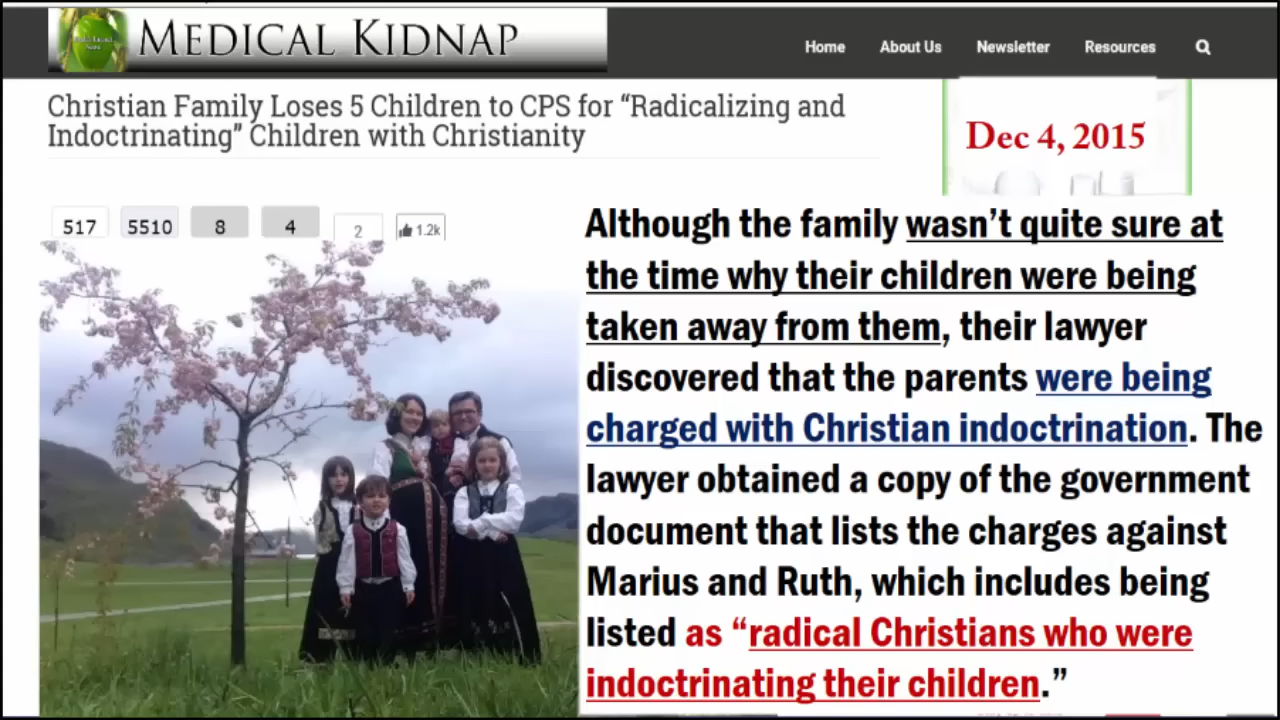 MEDICAL KIDNAP
Home About Us Newsletter Resources
Christian Family Loses 5 Children to CPS for “Radicalizing and
Indoctrinating” Children with Christianity
Dec 4, 2015
517 5510 8 4 2 1.2k
Although the family wasn’t quite sure at
the time why their children were being
taken away from them, their lawyer
discovered that the parents were being
charged with Christian indoctrination. The
lawyer obtained a copy of the government
document that lists the charges against
Marius and Ruth, which includes being
listed as “radical Christians who were
indoctrinating their children.”